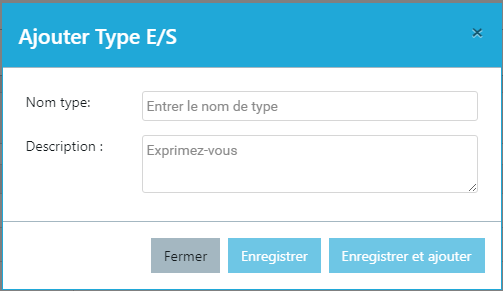 Ajouter Type E/S
×
Nom type:
Entrer le nom de type
Description :
Exprimez-vous
Fermer
Enregistrer
Enregistrer et ajouter